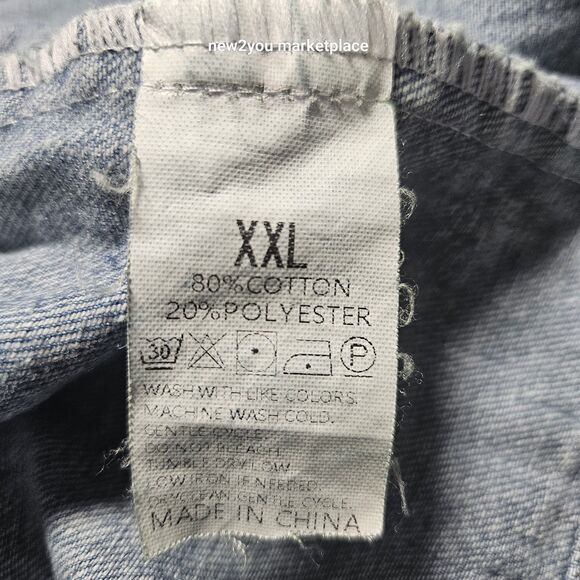 new2you marketplace
XXL
80%COTTON
20%POLYESTER
30 P
WASH WITH LIKE COLORS.
MACHINE WASH COLD.
GENTLE CYCLE.
DO NOT BLEACH.
TUMBLE DRY LOW.
LOW IRON IF NEEDED.
DRYCLEAN GENTLE CYCLE.
MADE IN CHINA